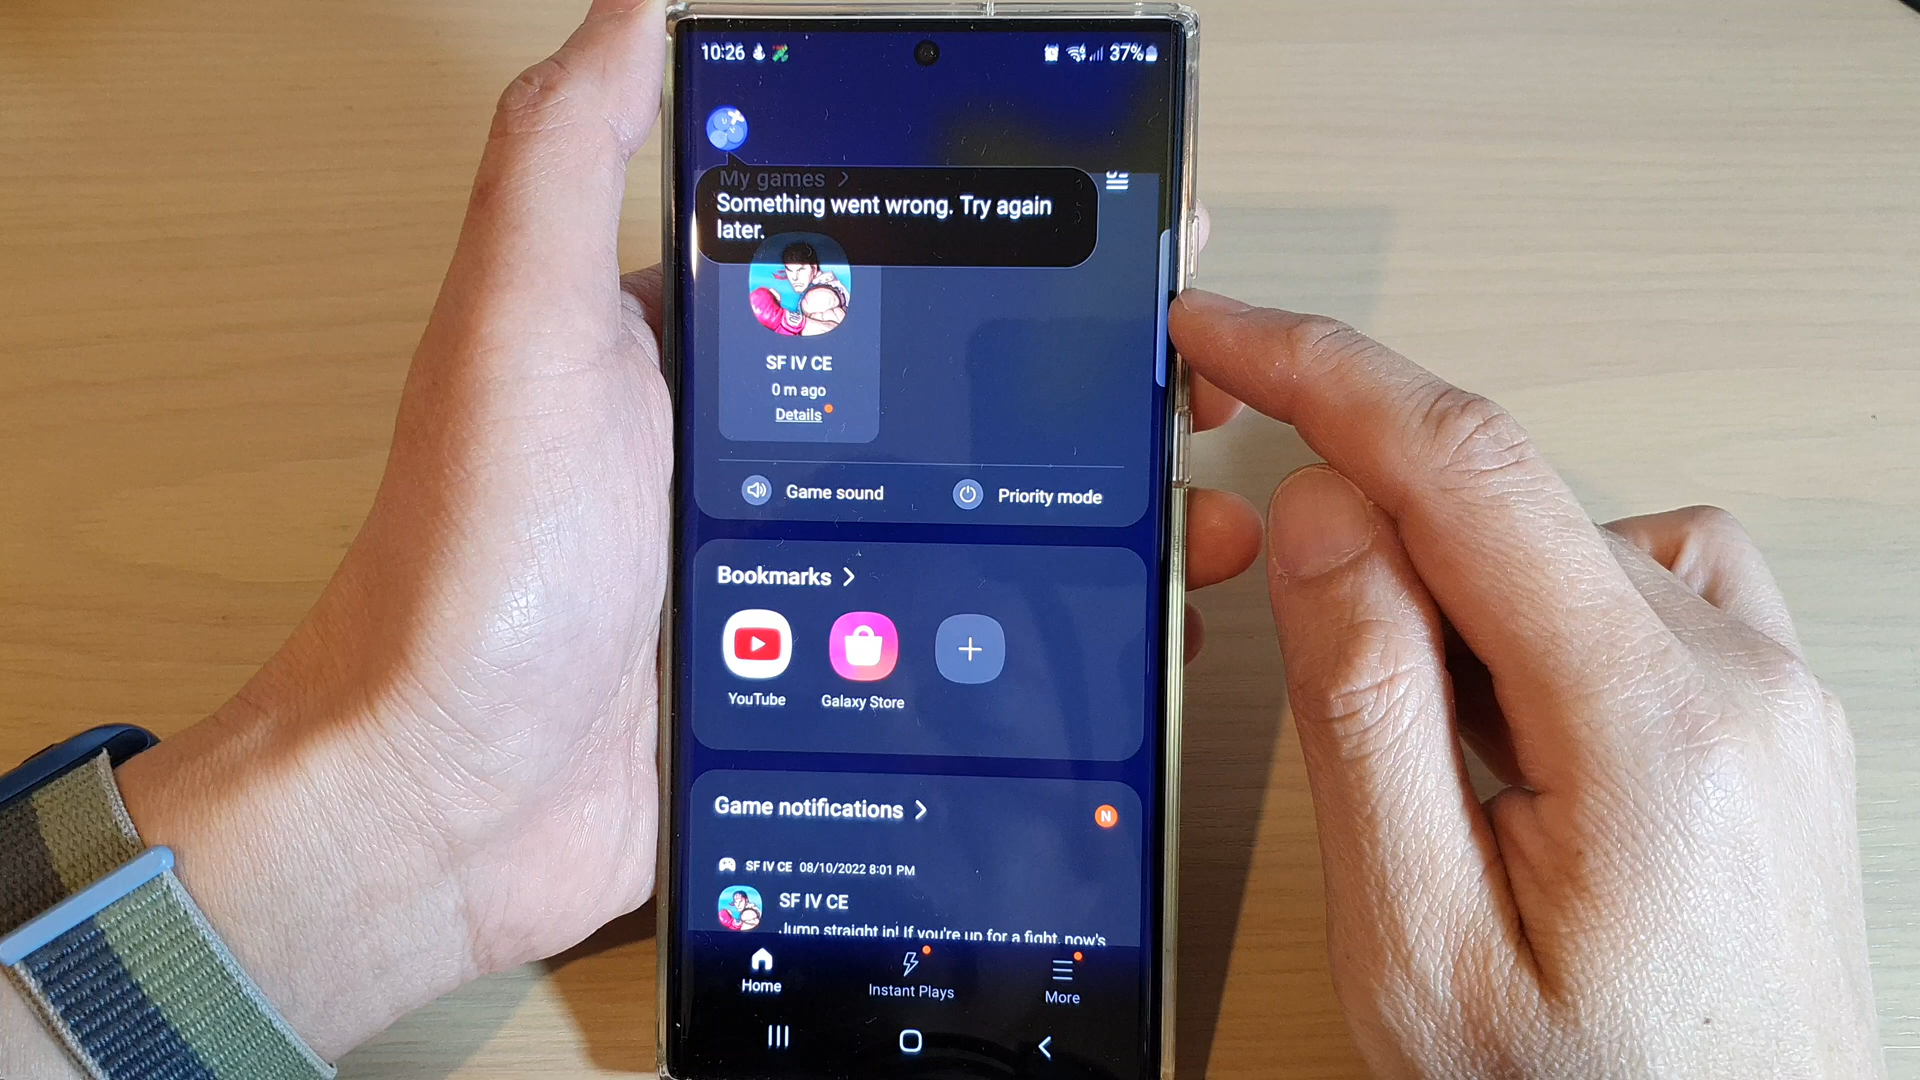 10:26
37%
My games >
Something went wrong. Try again
later.
SF IV CE
0 m ago
Details
Game sound
Priority mode
Bookmarks >
YouTube
Galaxy Store
Game notifications >
N
SF IV CE 08/10/2022 8:01 PM
SF IV CE
Jump straight in! If you're up for a fight, now's
Home
Instant Plays
More